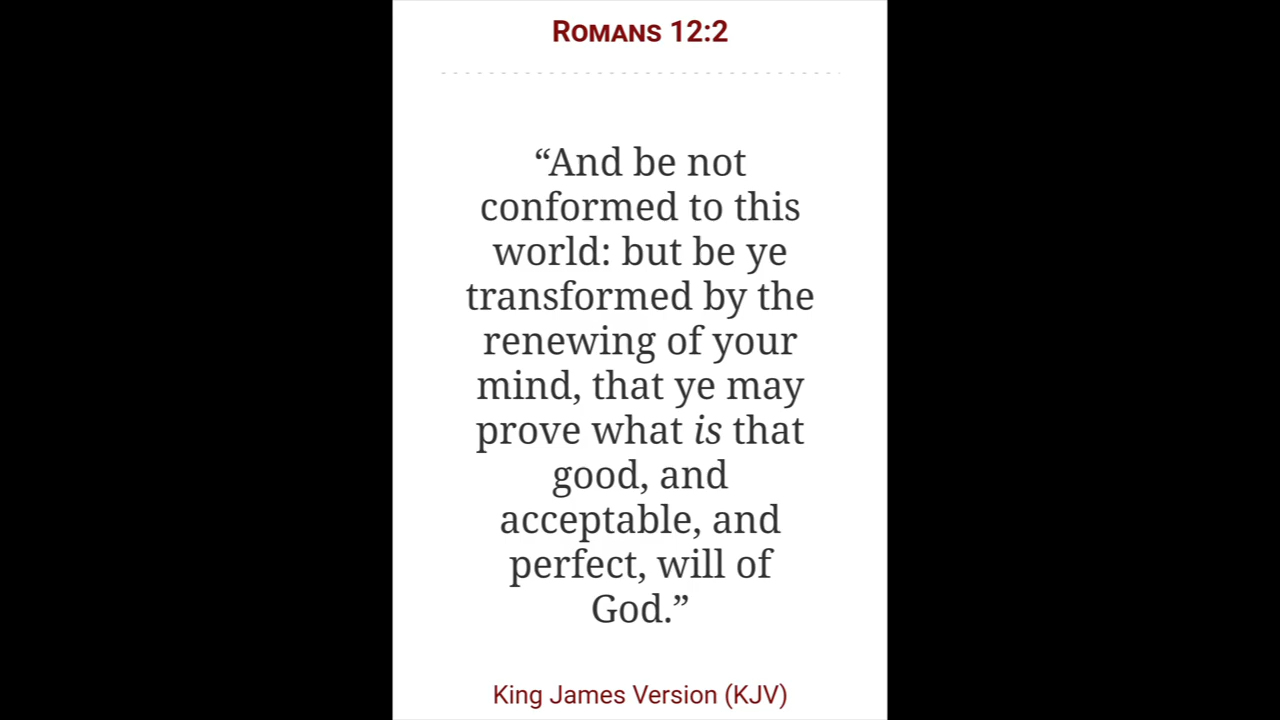 Romans 12:2
“And be not
conformed to this
world: but be ye
transformed by the
renewing of your
mind, that ye may
prove what is that
good, and
acceptable, and
perfect, will of
God.”
King James Version (KJV)